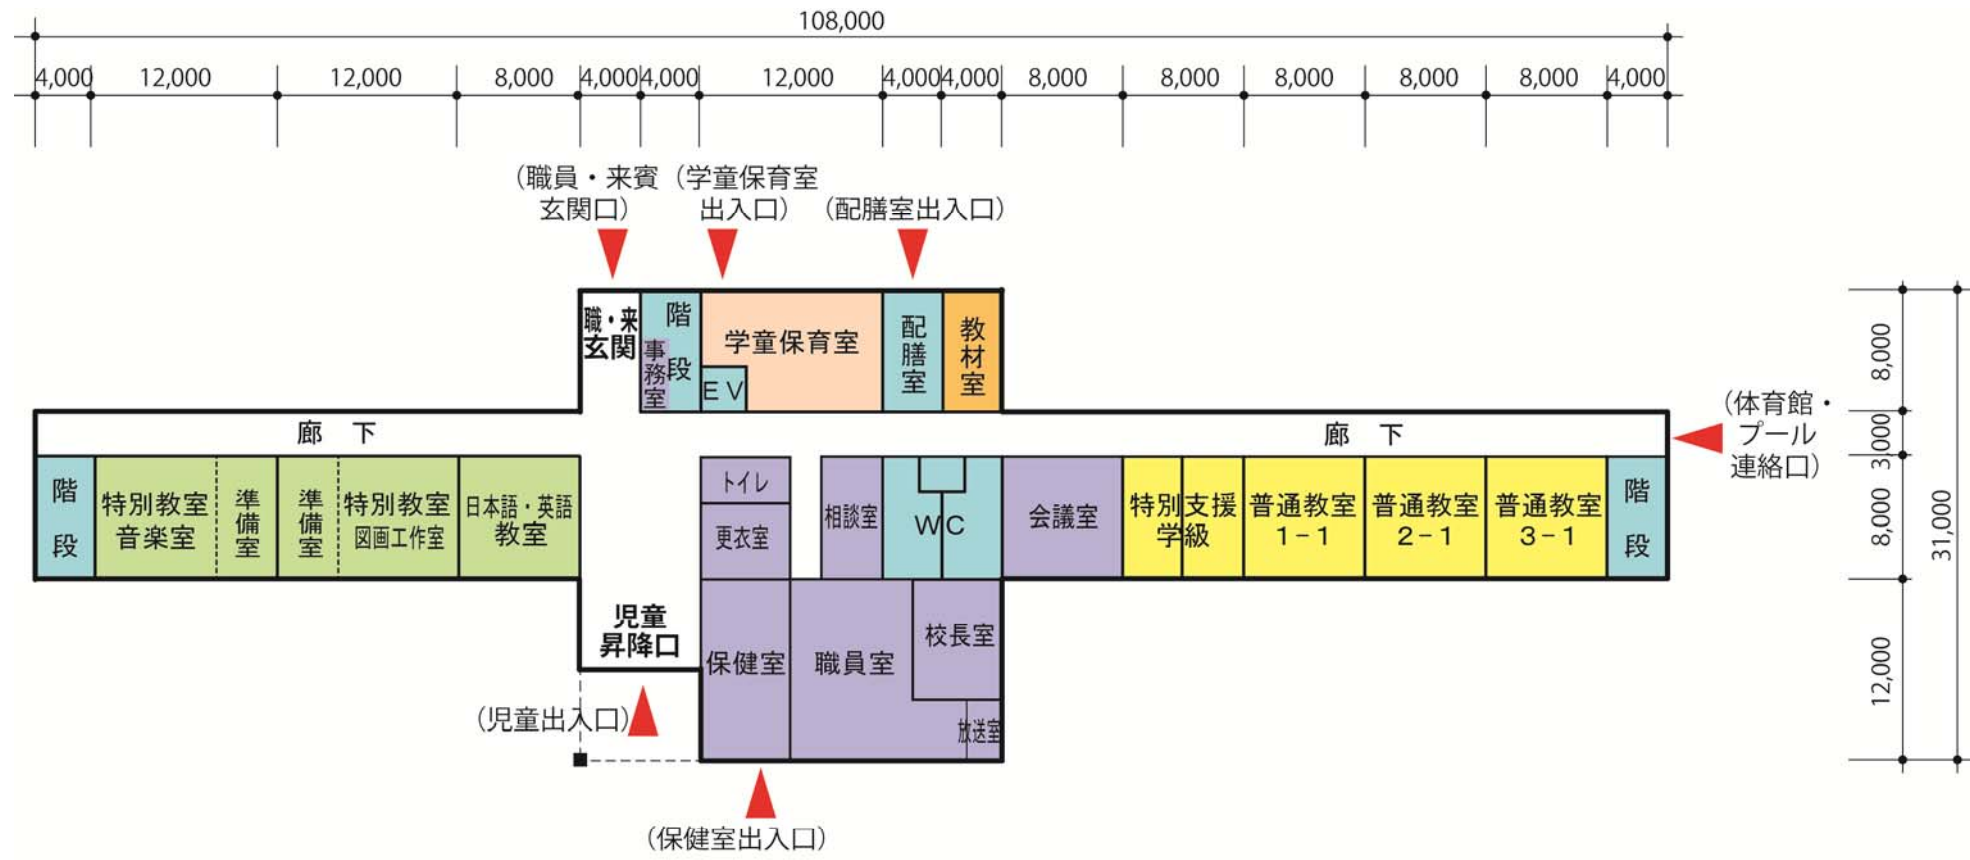 108,000
4,000 12,000 12,000 8,000 4,000 4,000 12,000 4,000 4,000 8,000 8,000 8,000 8,000 8,000 4,000
（職員・来賓
玄関口）
（学童保育室
出入口）
（配膳室出入口）
職・来
玄関
階
段
事
務
室
学童保育室
ＥＶ
配
膳
室
教
材
室
8,000
3,000
8,000
12,000
31,000
廊　下
廊　下
（体育館・
プール
連絡口）
階
段
特別教室
音楽室
準
備
室
準
備
室
特別教室
図画工作室
日本語・英語
教室
トイレ
更衣室
相談室
ＷＣ
会議室
特別支援
学級
普通教室
１−１
普通教室
２−１
普通教室
３−１
階
段
児童
昇降口
保健室
職員室
校長室
放送室
（児童出入口）
（保健室出入口）